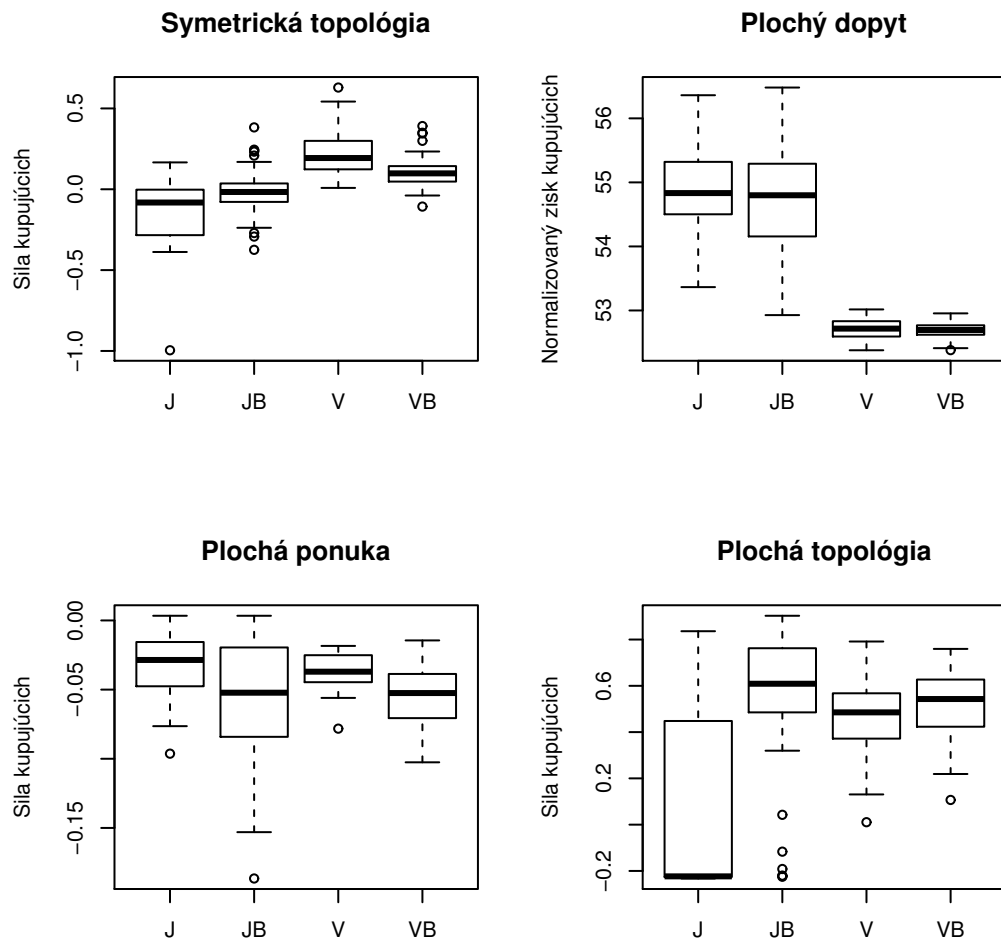 Symetrická topológia
Sila kupujúcich
0.5
0.0
−0.5
−1.0
J JB V VB
Plochý dopyt
Normalizovaný zisk kupujúcich
56
55
54
53
J JB V VB
Plochá ponuka
Sila kupujúcich
0.00
−0.05
−0.15
J JB V VB
Plochá topológia
Sila kupujúcich
0.6
0.2
−0.2
J JB V VB